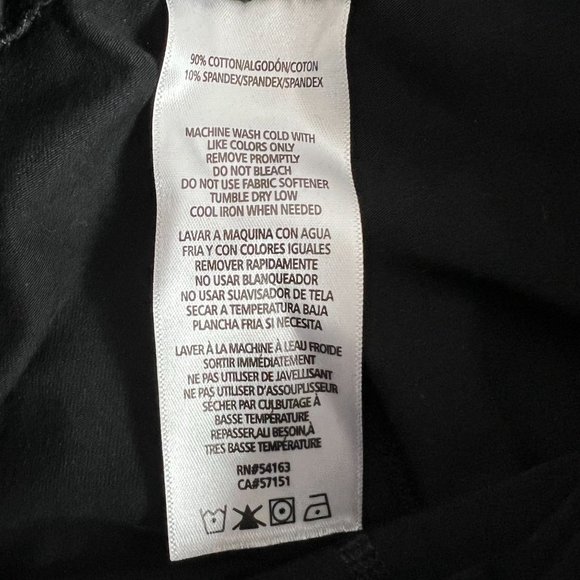 90% COTTON/ALGODÓN/COTON
10% SPANDEX/SPANDEX/SPANDEX
MACHINE WASH COLD WITH
LIKE COLORS ONLY
REMOVE PROMPTLY
DO NOT BLEACH
DO NOT USE FABRIC SOFTENER
TUMBLE DRY LOW
COOL IRON WHEN NEEDED
LAVAR A MAQUINA CON AGUA
FRIA Y CON COLORES IGUALES
REMOVER RAPIDAMENTE
NO USAR BLANQUEADOR
NO USAR SUAVISADOR DE TELA
SECAR A TEMPERATURA BAJA
PLANCHA FRIA SI NECESITA
LAVER À LA MACHINE À LEAU FROIDE
SORTIR IMMÉDIATEMENT
NE PAS UTILISER DE JAVELLISANT
NE PAS UTILISER D'ASSOUPLISSEUR
SÉCHER PAR CULBUTAGE À
BASSE TEMPÉRATURE
REPASSER,ALI BESOIN,À
TRES BASSE TEMPÉRATURE
RN#54163
CA#57151